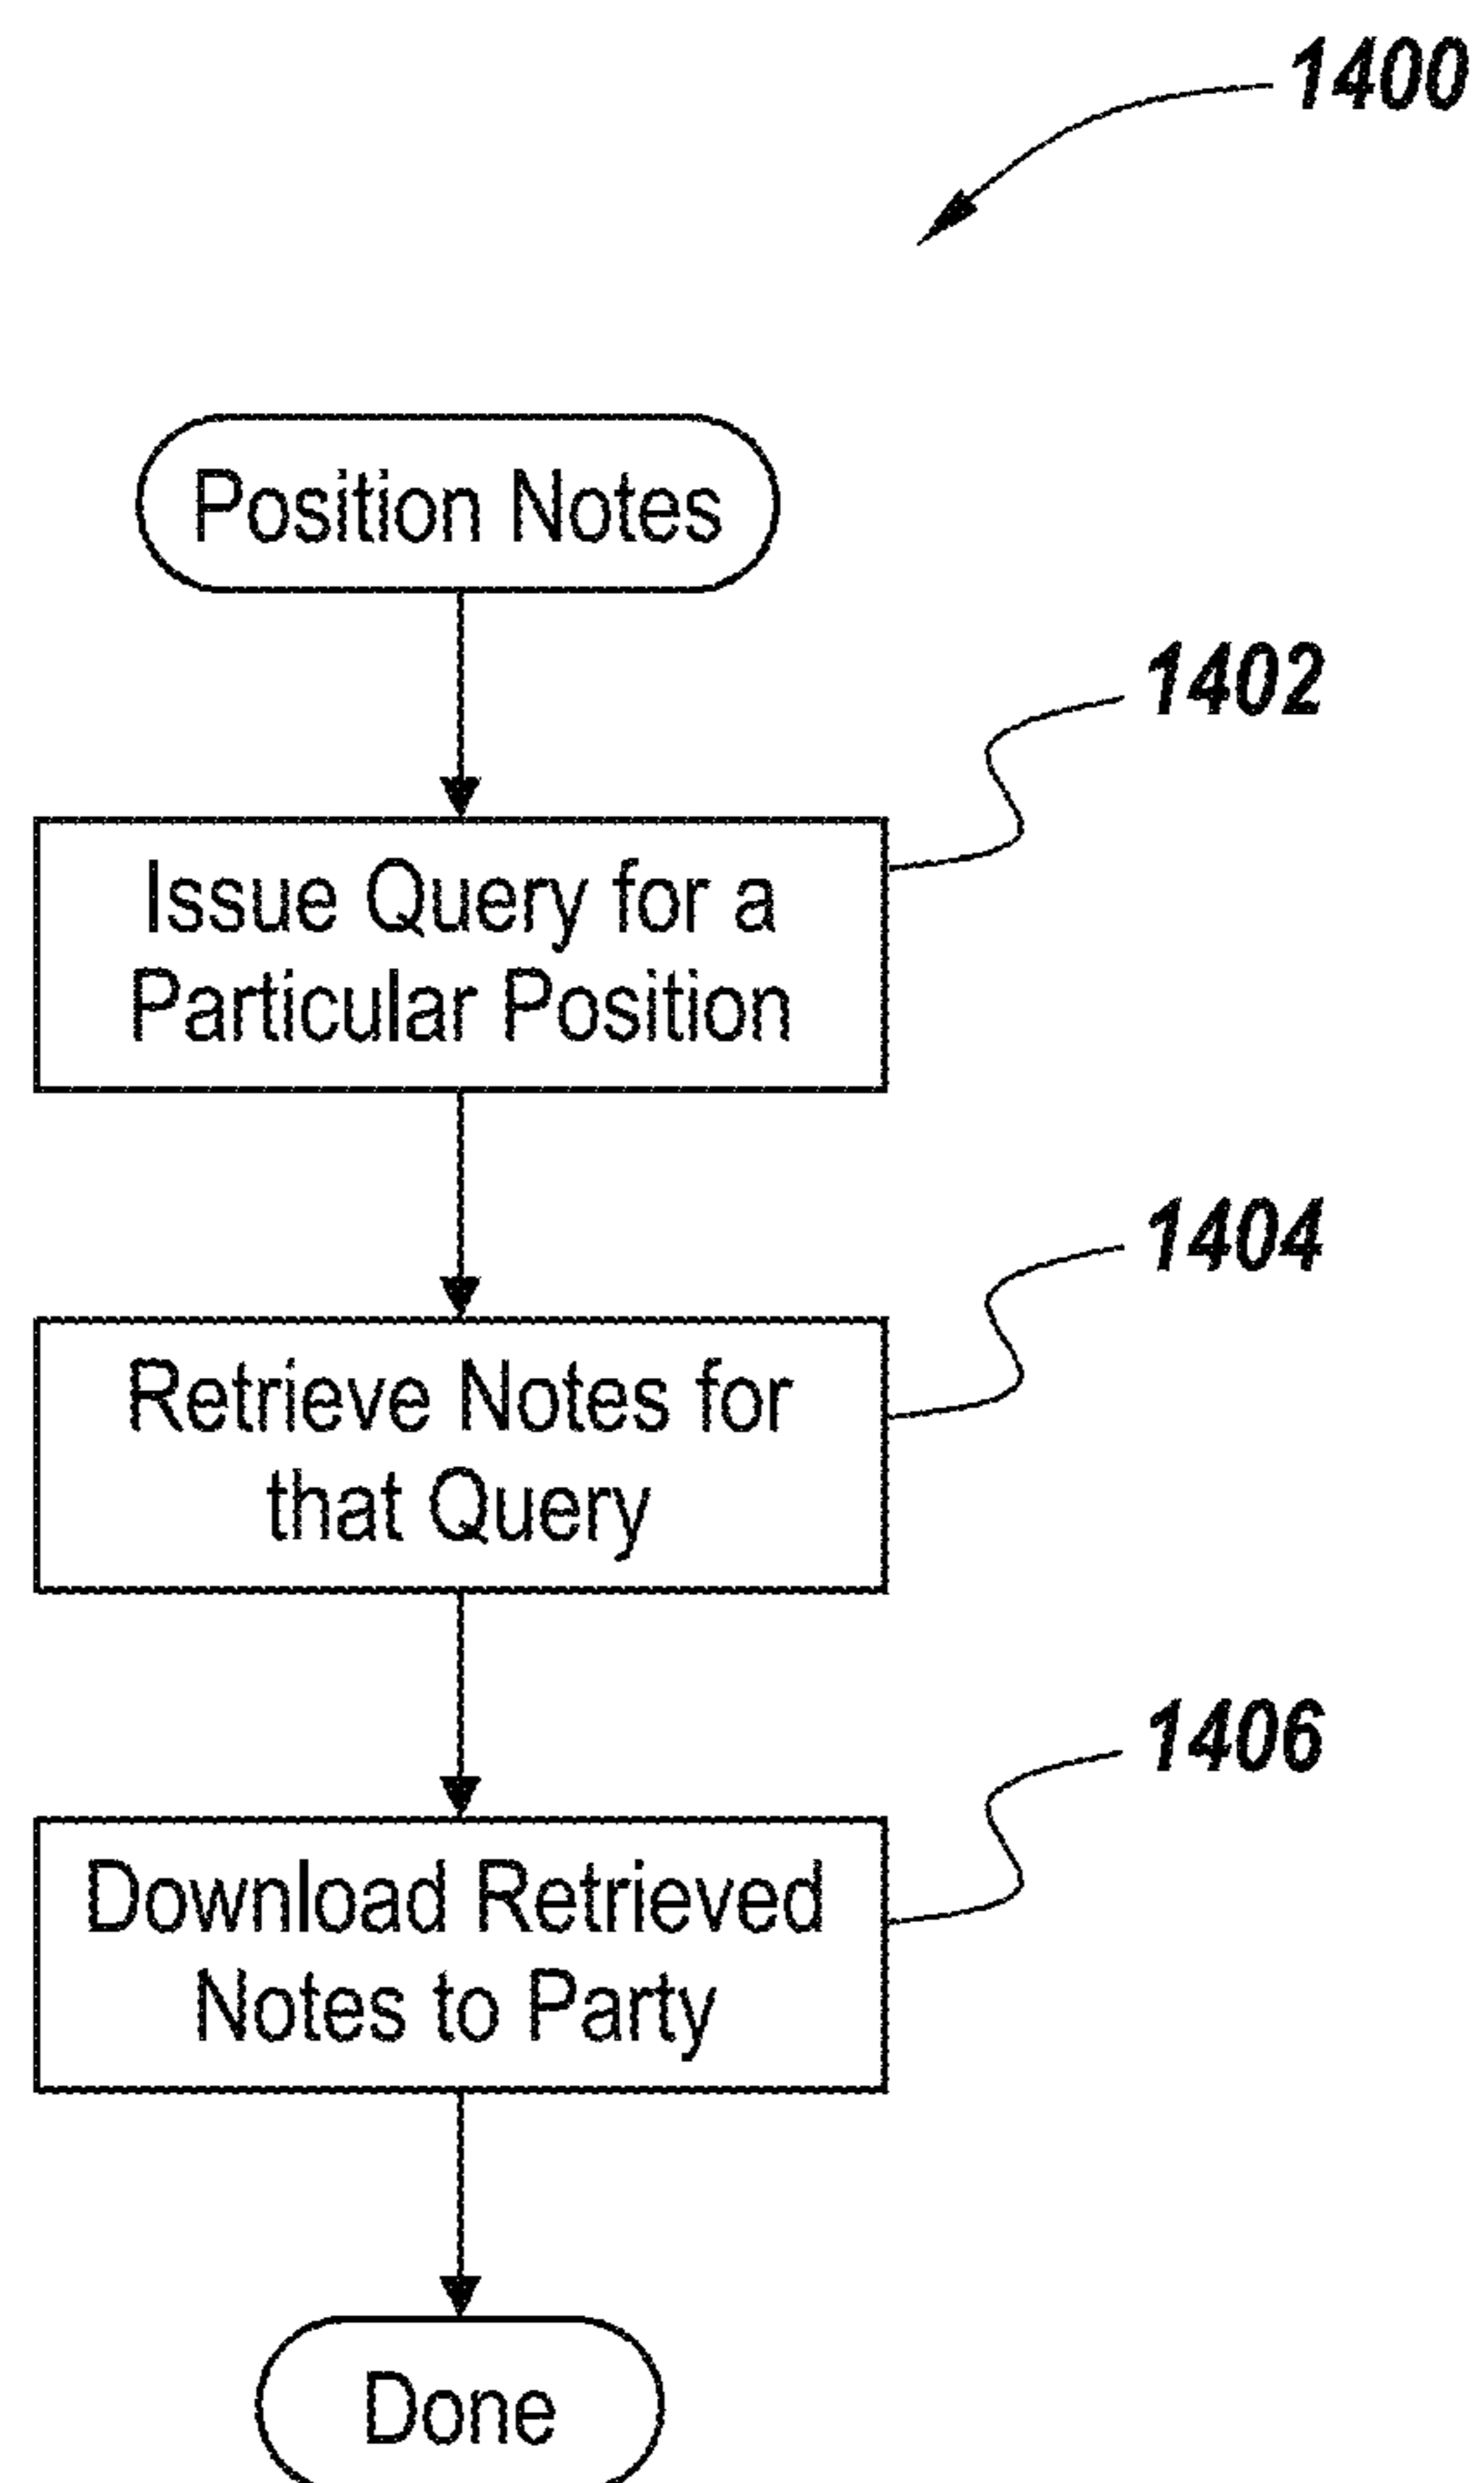 1400
Position Notes
1402
Issue Query for a
Particular Position
1404
Retrieve Notes for
that Query
1406
Download Retrieved
Notes to Party
Done